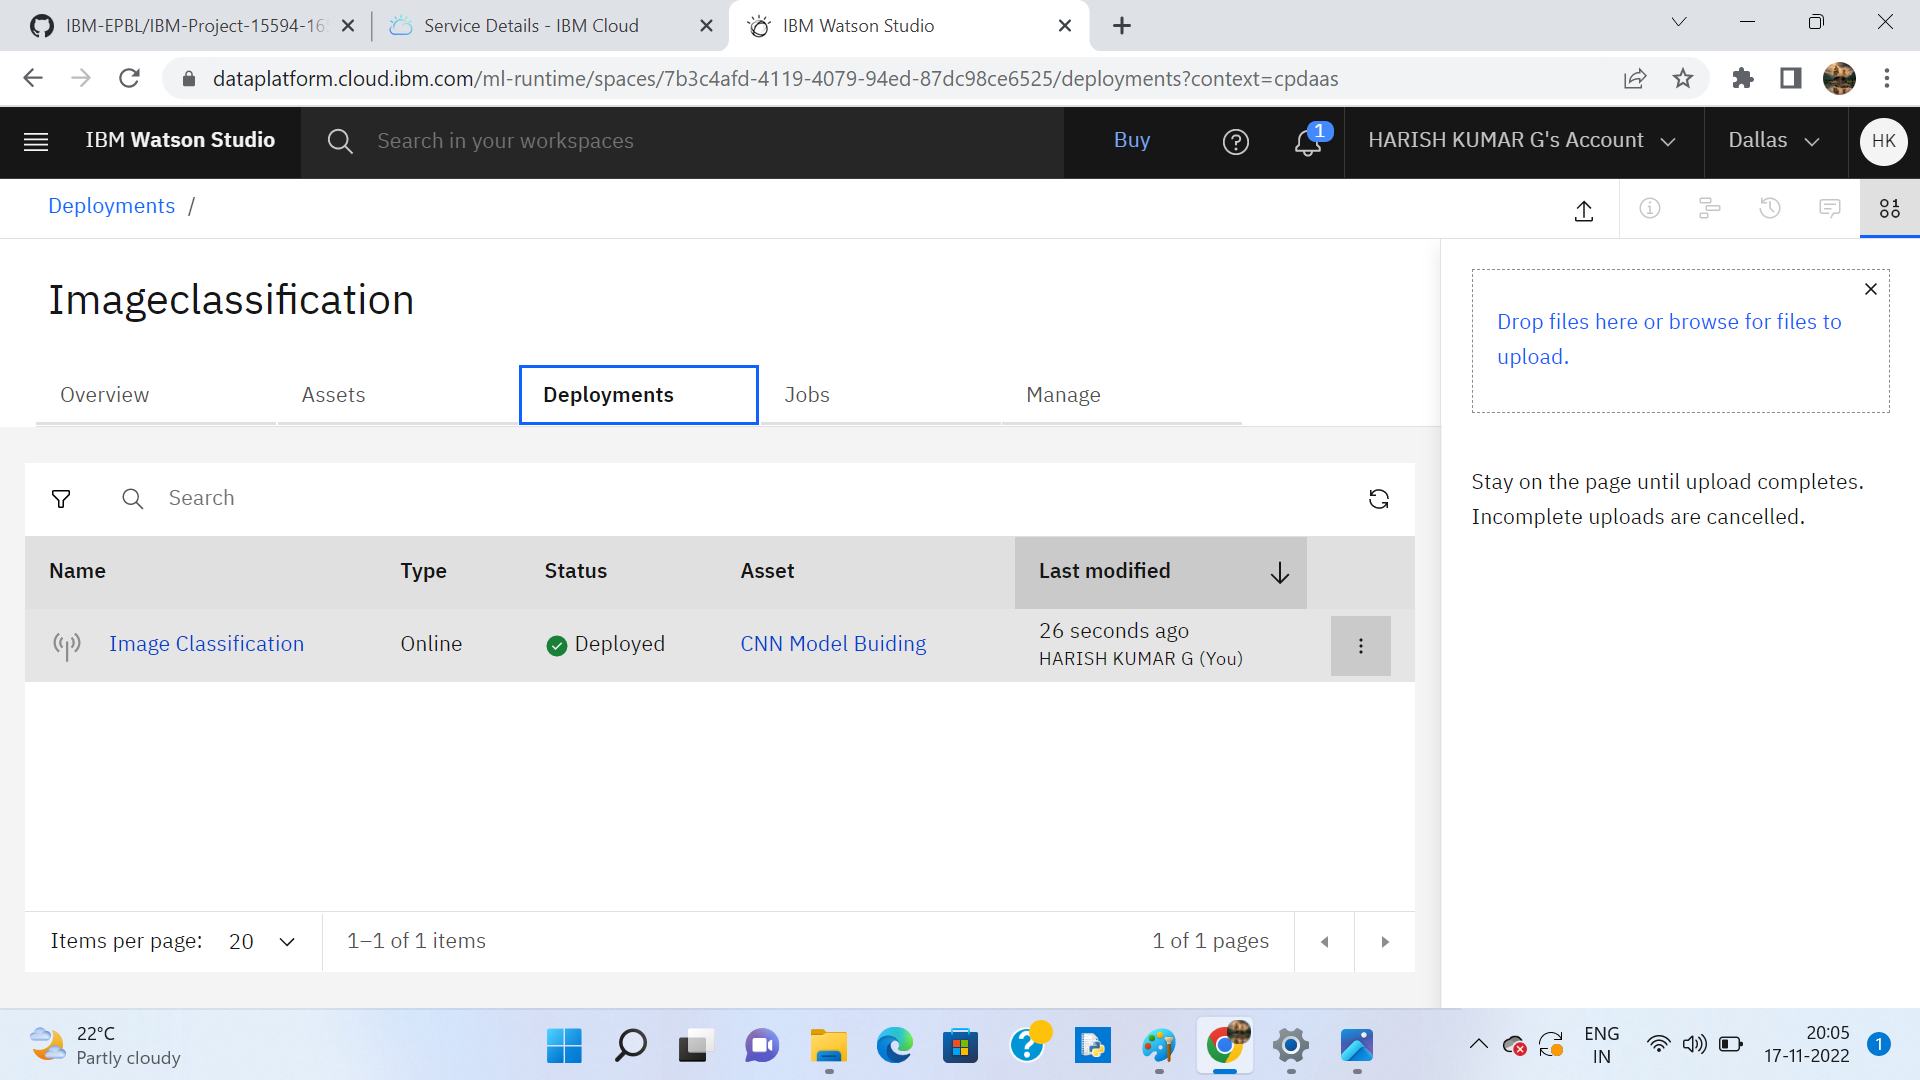 IBM-EPBL/IBM-Project-15594-165
Service Details - IBM Cloud
IBM Watson Studio
dataplatform.cloud.ibm.com/ml-runtime/spaces/7b3c4afd-4119-4079-94ed-87dc98ce6525/deployments?context=cpdaas
IBM Watson Studio
Search in your workspaces
Buy
1
HARISH KUMAR G's Account
Dallas
HK
Deployments /
Imageclassification
Overview
Assets
Deployments
Jobs
Manage
Drop files here or browse for files to
upload.
Stay on the page until upload completes.
Incomplete uploads are cancelled.
Search
Name
Type
Status
Asset
Last modified
Image Classification
Online
Deployed
CNN Model Buiding
26 seconds ago
HARISH KUMAR G (You)
Items per page: 20
1–1 of 1 items
1 of 1 pages
22°C
Partly cloudy
ENG
IN
20:05
17-11-2022
1